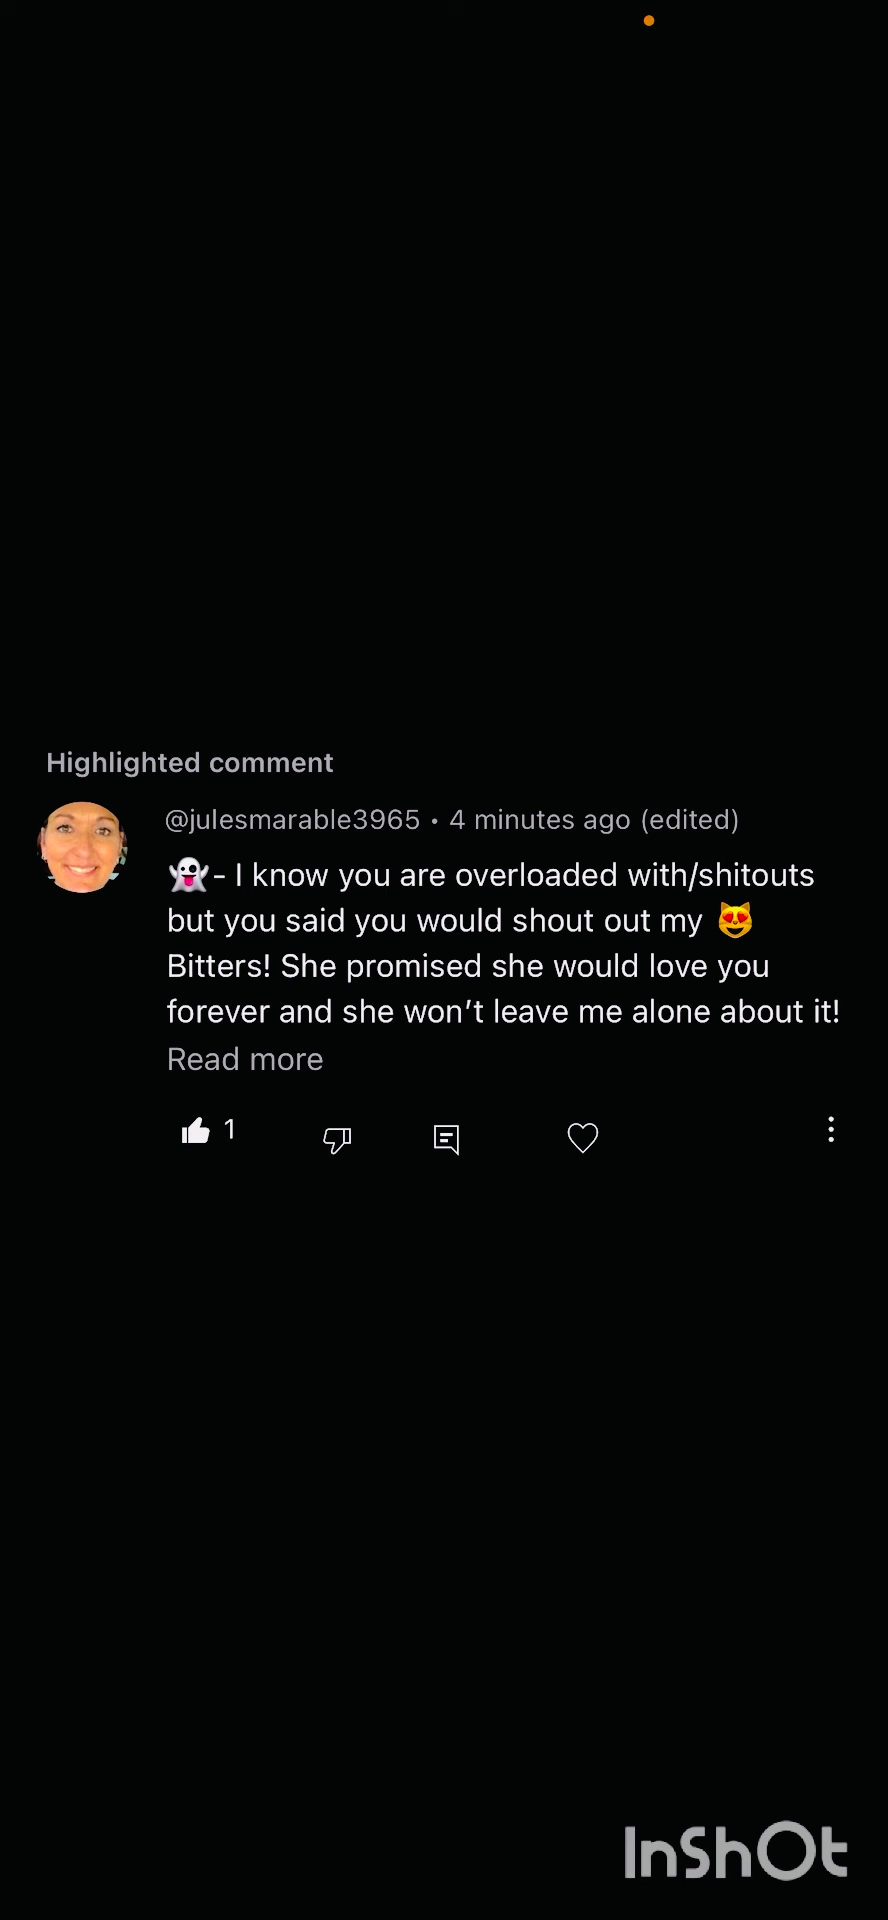 Highlighted comment
@julesmarable3965 • 4 minutes ago (edited)
👻- I know you are overloaded with/shitouts
but you said you would shout out my 😻
Bitters! She promised she would love you
forever and she won’t leave me alone about it!
Read more
1
InShOt